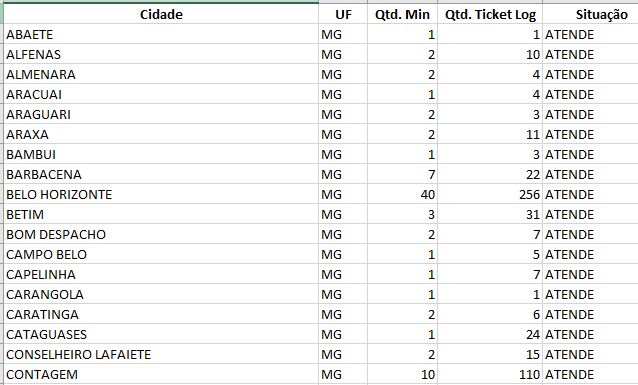 Cidade UF Qtd. Min Qtd. Ticket Log Situação
ABAETE MG 1 1 ATENDE
ALFENAS MG 2 10 ATENDE
ALMENARA MG 2 4 ATENDE
ARACUAI MG 1 4 ATENDE
ARAGUARI MG 2 3 ATENDE
ARAXA MG 2 11 ATENDE
BAMBUI MG 1 3 ATENDE
BARBACENA MG 7 22 ATENDE
BELO HORIZONTE MG 40 256 ATENDE
BETIM MG 3 31 ATENDE
BOM DESPACHO MG 2 7 ATENDE
CAMPO BELO MG 1 5 ATENDE
CAPELINHA MG 1 7 ATENDE
CARANGOLA MG 1 1 ATENDE
CARATINGA MG 2 6 ATENDE
CATAGUASES MG 1 24 ATENDE
CONSELHEIRO LAFAIETE MG 2 15 ATENDE
CONTAGEM MG 10 110 ATENDE